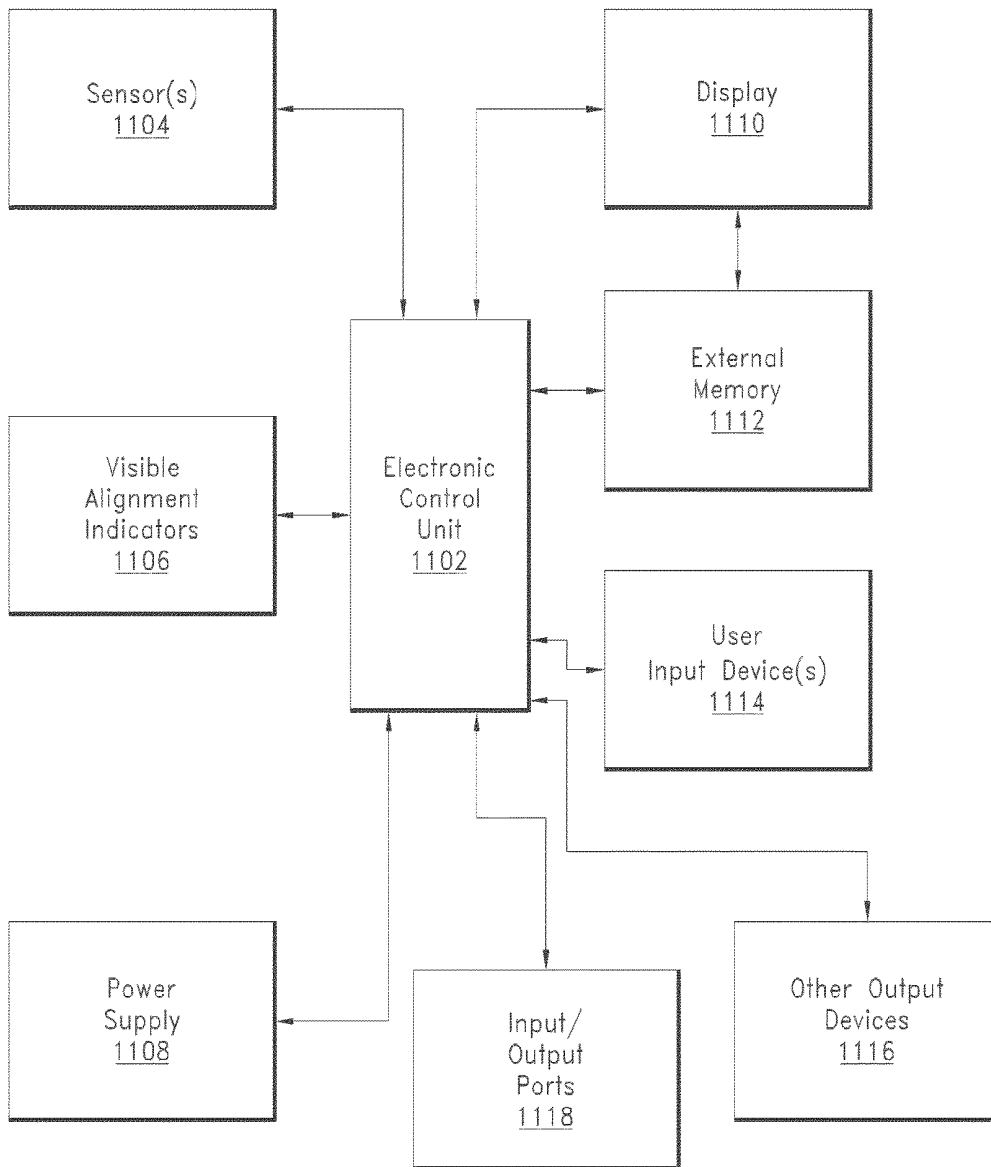 Sensor(s)
1104
Display
1110
External
Memory
1112
Visible
Alignment
Indicators
1106
Electronic
Control
Unit
1102
User
Input Device(s)
1114
Power
Supply
1108
Input/
Output
Ports
1118
Other Output
Devices
1116